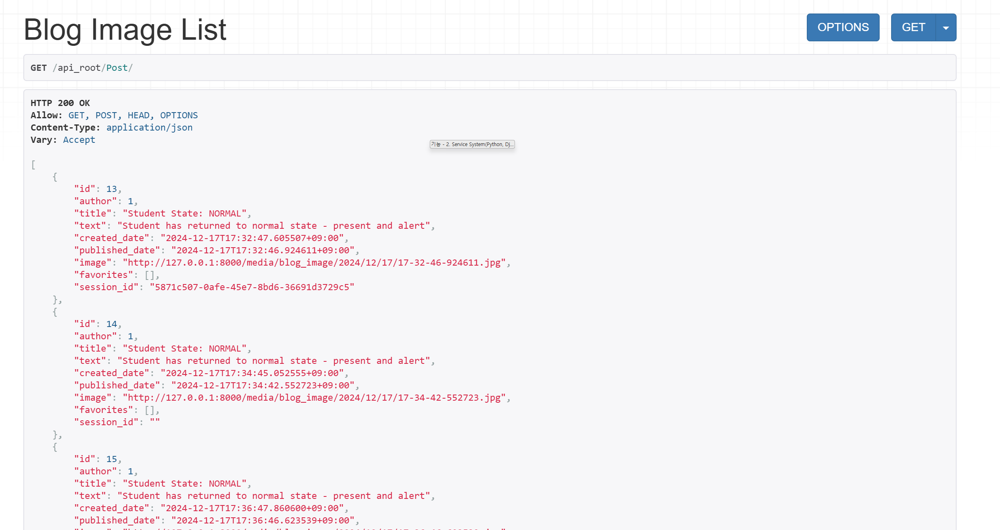 Blog Image List
OPTIONS
GET
GET /api_root/Post/
HTTP 200 OK
Allow: GET, POST, HEAD, OPTIONS
Content-Type: application/json
Vary: Accept
기능 - 2. Service System(Python, Dj...
[
    {
        "id": 13,
        "author": 1,
        "title": "Student State: NORMAL",
        "text": "Student has returned to normal state - present and alert",
        "created_date": "2024-12-17T17:32:47.605507+09:00",
        "published_date": "2024-12-17T17:32:46.924611+09:00",
        "image": "http://127.0.0.1:8000/media/blog_image/2024/12/17/17-32-46-924611.jpg",
        "favorites": [],
        "session_id": "5871c507-0afe-45e7-8bd6-36691d3729c5"
    },
    {
        "id": 14,
        "author": 1,
        "title": "Student State: NORMAL",
        "text": "Student has returned to normal state - present and alert",
        "created_date": "2024-12-17T17:34:45.052555+09:00",
        "published_date": "2024-12-17T17:34:42.552723+09:00",
        "image": "http://127.0.0.1:8000/media/blog_image/2024/12/17/17-34-42-552723.jpg",
        "favorites": [],
        "session_id": ""
    },
    {
        "id": 15,
        "author": 1,
        "title": "Student State: NORMAL",
        "text": "Student has returned to normal state - present and alert",
        "created_date": "2024-12-17T17:36:47.860600+09:00",
        "published_date": "2024-12-17T17:36:46.623539+09:00",